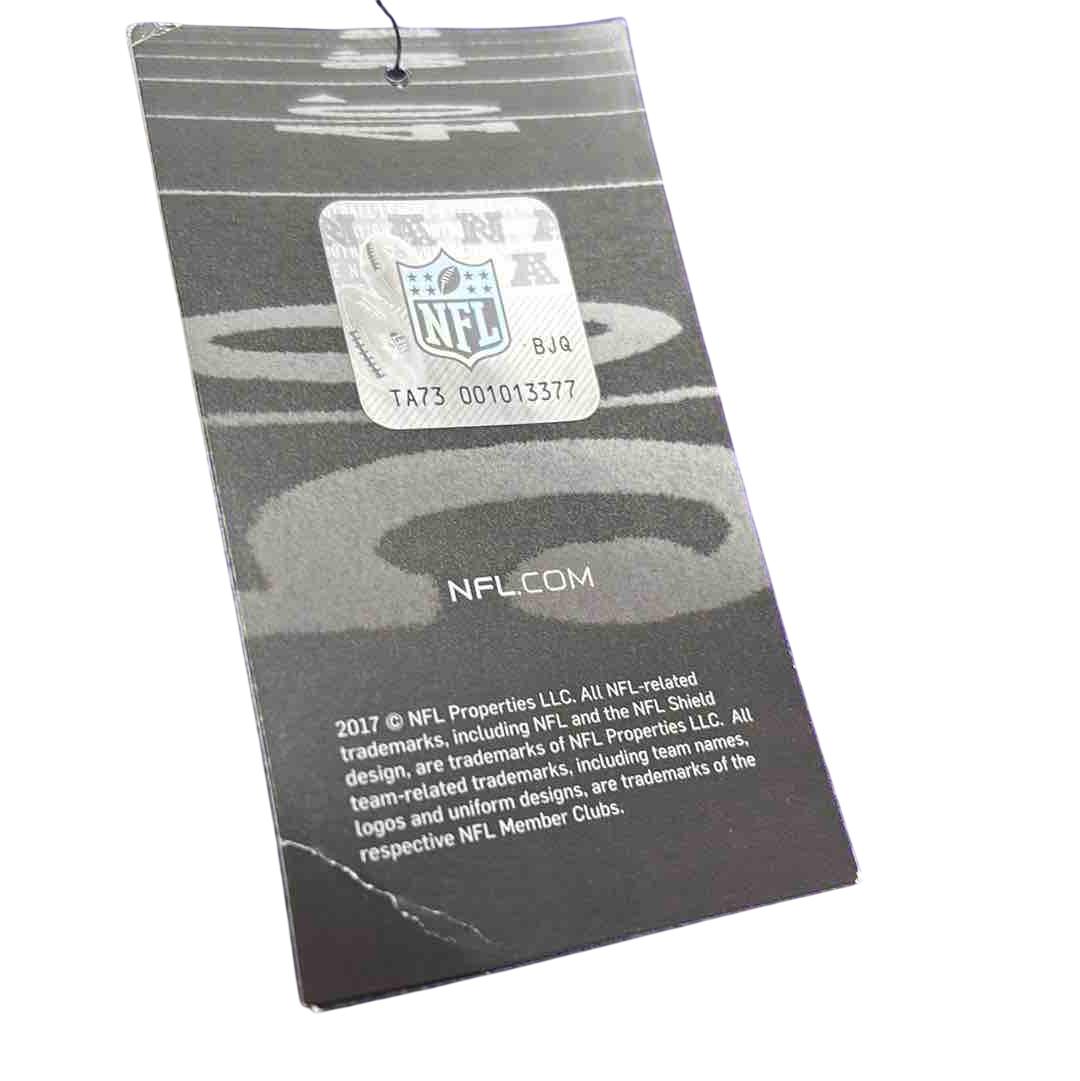 NFL
BJQ
TA73 001013377
NFL.COM
2017 © NFL Properties LLC. All NFL-related
trademarks, including NFL and the NFL Shield
design, are trademarks of NFL Properties LLC. All
team-related trademarks, including team names,
logos and uniform designs, are trademarks of the
respective NFL Member Clubs.